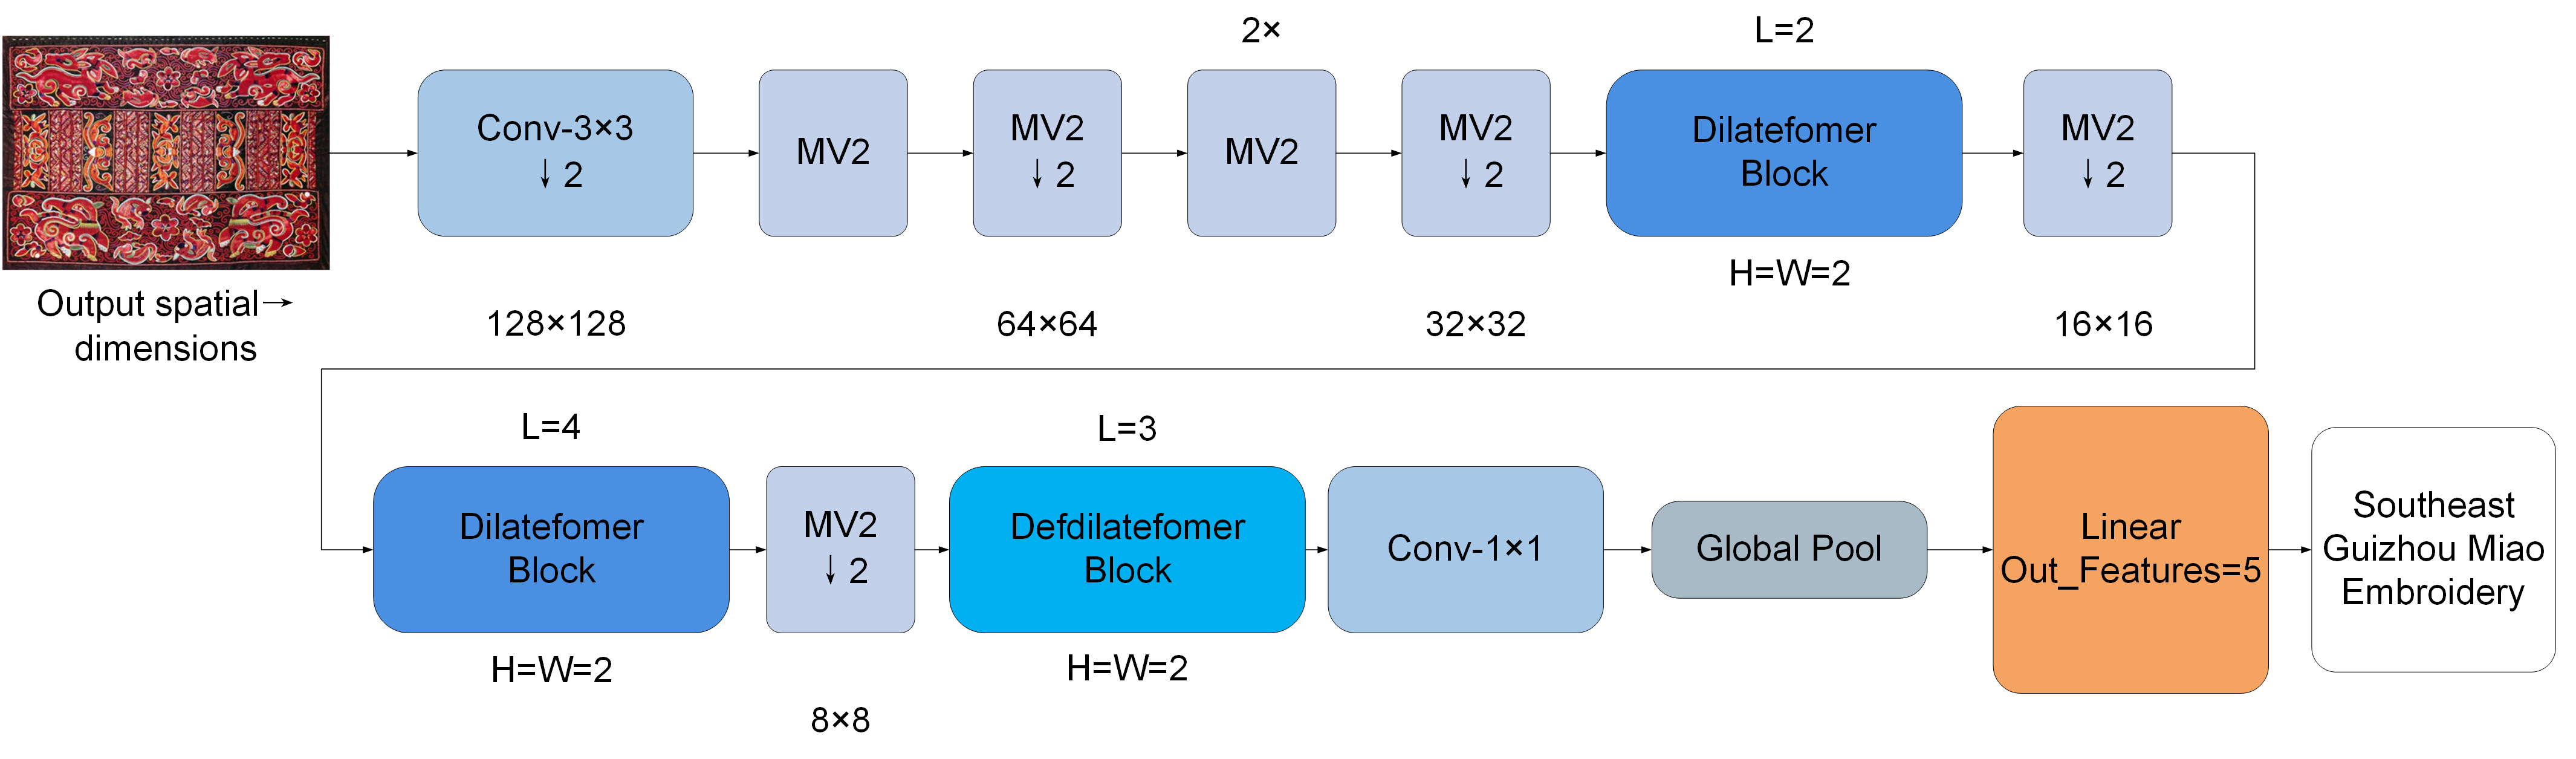 2×
L=2
Conv-3×3
↓ 2
MV2
MV2
↓ 2
MV2
MV2
↓ 2
Dilatefomer
Block
MV2
↓ 2
H=W=2
Output spatial→
dimensions
128×128
64×64
32×32
16×16
L=4
L=3
Dilatefomer
Block
MV2
↓ 2
Defdilatefomer
Block
Conv-1×1
Global Pool
Linear
Out_Features=5
Southeast
Guizhou Miao
Embroidery
H=W=2
H=W=2
8×8